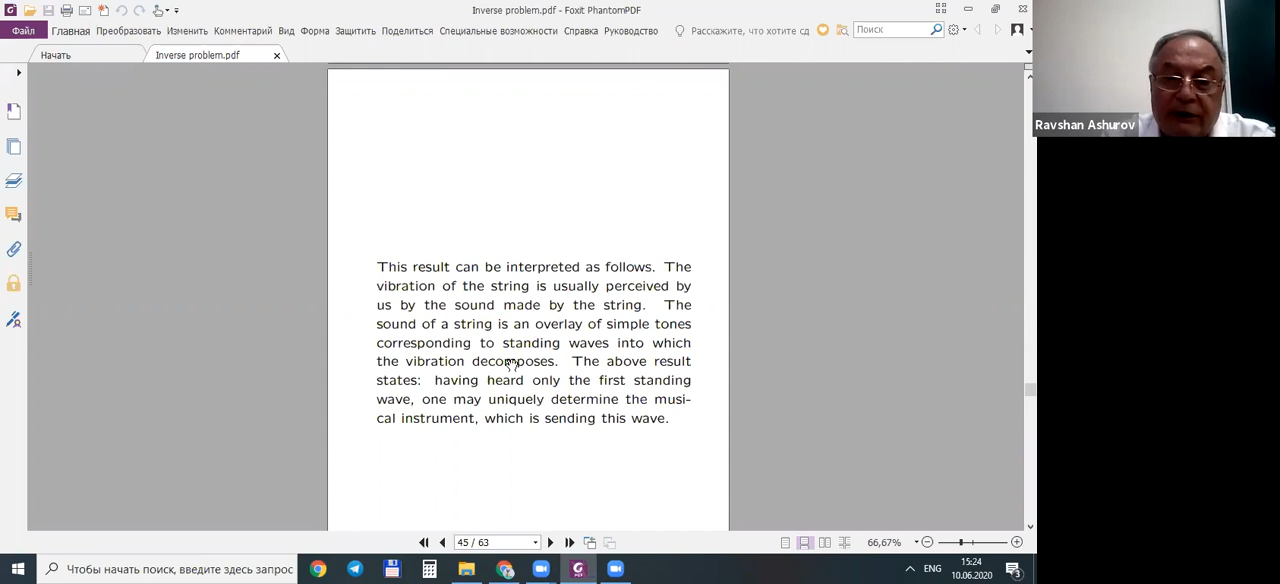 Inverse problem.pdf - Foxit PhantomPDF
Файл Главная Преобразовать Изменить Комментарий Вид Форма Защитить Поделиться Специальные возможности Справка Руководство Расскажите, что хотите сд Поиск
Начать Inverse problem.pdf
Ravshan Ashurov
This result can be interpreted as follows. The
vibration of the string is usually perceived by
us by the sound made by the string. The
sound of a string is an overlay of simple tones
corresponding to standing waves into which
the vibration decomposes. The above result
states: having heard only the first standing
wave, one may uniquely determine the musi-
cal instrument, which is sending this wave.
45 / 63 66,67%
Чтобы начать поиск, введите здесь запрос ENG 15:24
10.06.2020 3